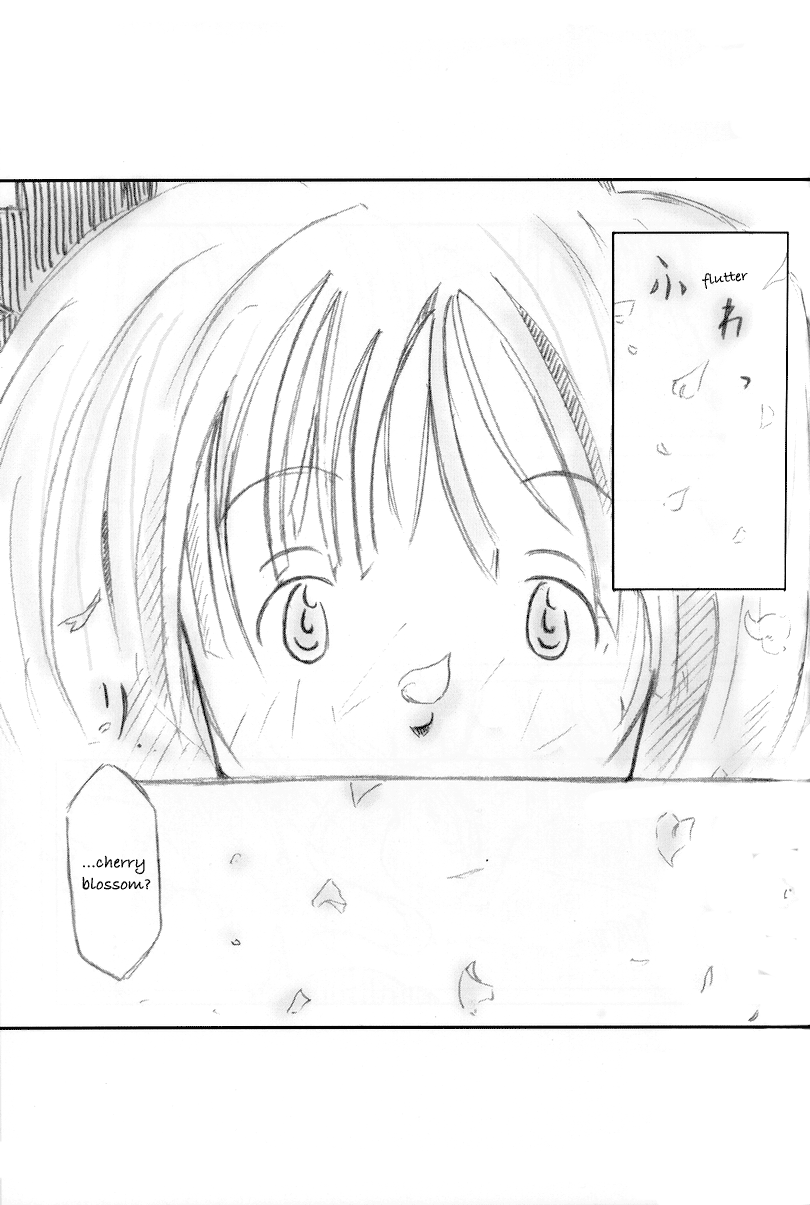 ふ
flutter
わ
っ
...cherry
blossom?